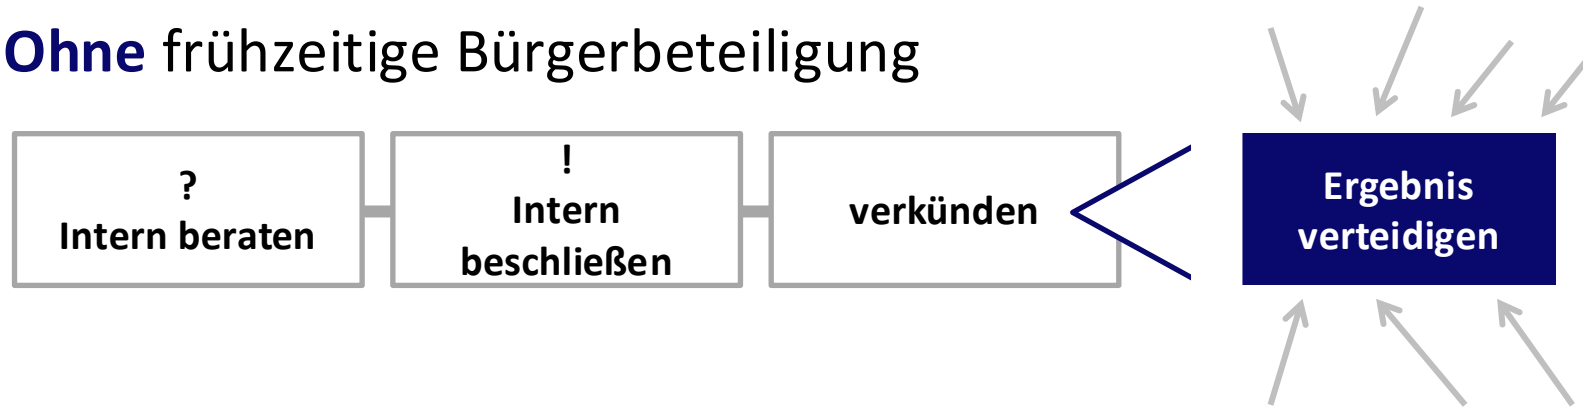 Ohne frühzeitige Bürgerbeteiligung
?
Intern beraten
!
Intern
beschließen
verkünden
Ergebnis
verteidigen